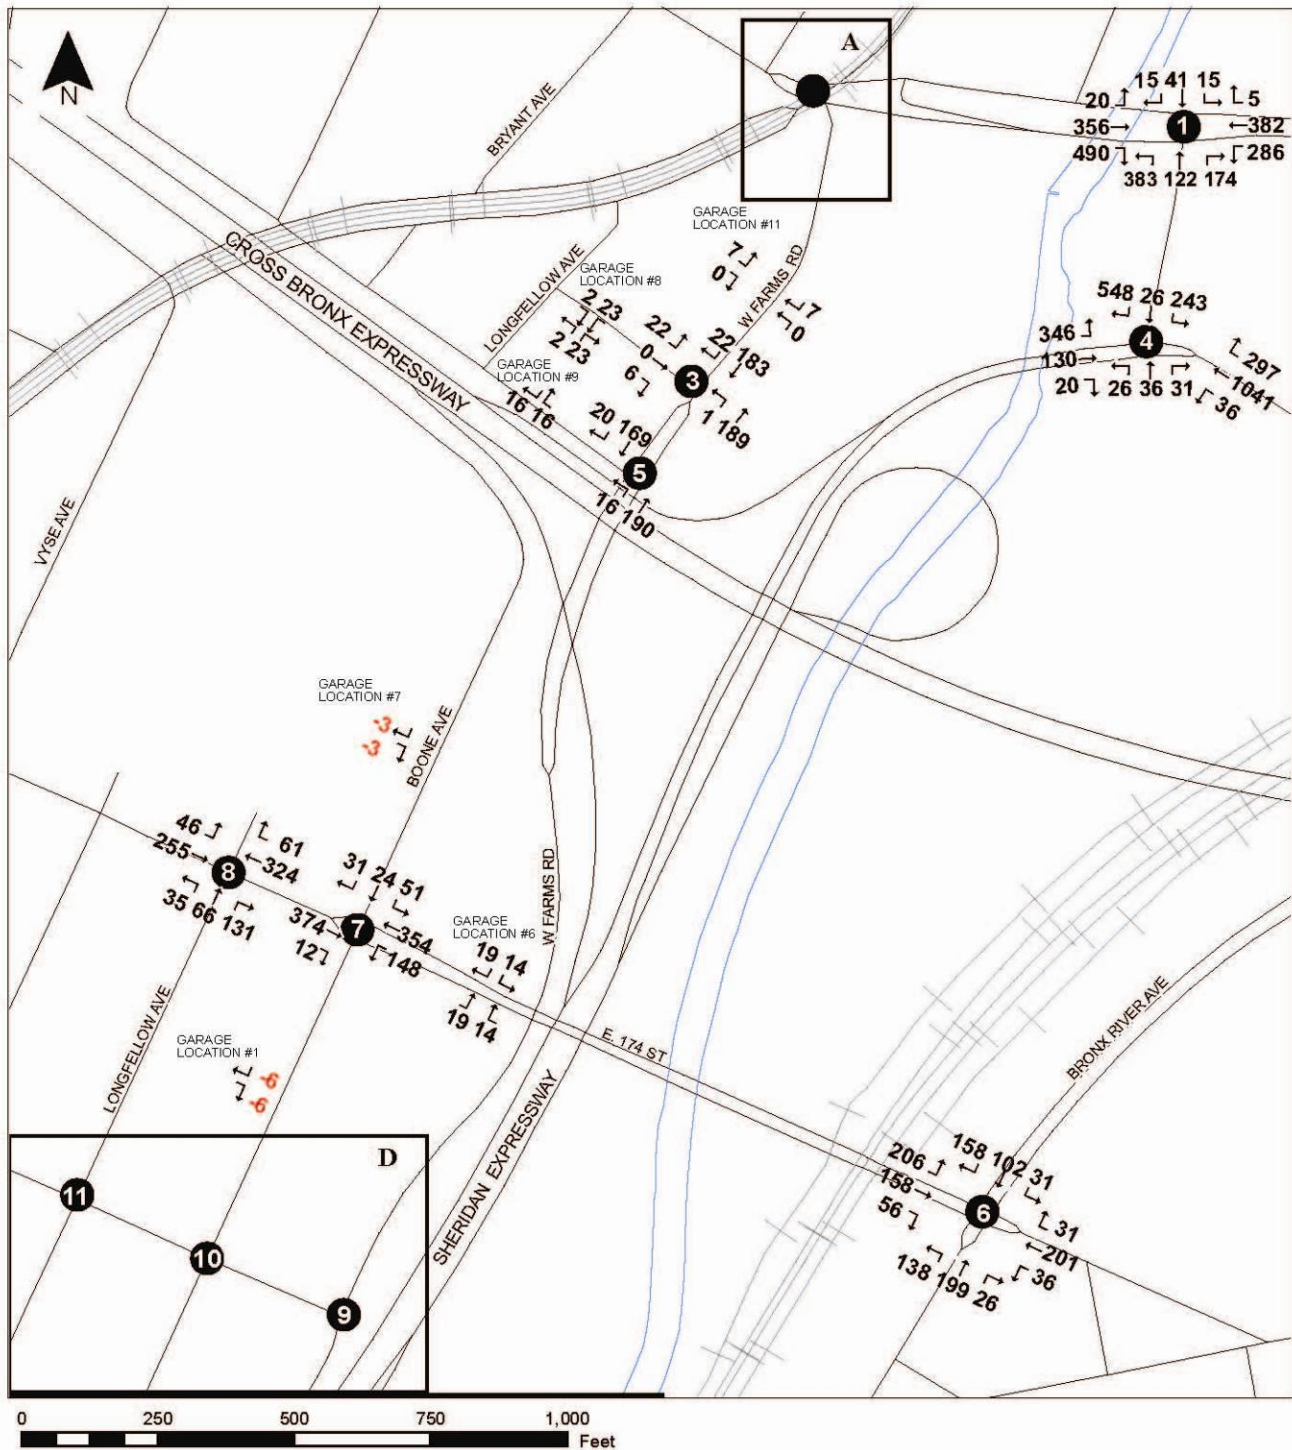 A
N
BRYANT AVE
15 41 15
20 5
1
356 382
490 286
383 122 174
GARAGE
LOCATION #11
7
0
W FARMS RD
7
0
CROSS BRONX EXPRESSWAY
LONGFELLOW AVE
GARAGE
LOCATION #8
2 23
2 23
22
0
6
22 183
3
1 189
548 26 243
346
4
130
20
26 36 31
297
1041
36
GARAGE
LOCATION #9
16 16
20 169
5
16 190
VYSE AVE
GARAGE
LOCATION #7
-3
-3
BOONE AVE
46
255
8
61
324
35 66 131
31 24 51
374
12
7
354
148
GARAGE
LOCATION #6
19 14
19 14
W FARMS RD
LONGFELLOW AVE
GARAGE
LOCATION #1
-6
-6
E. 174 ST
BRONX RIVER AVE
SHERIDAN EXPRESSWAY
D
11
10
9
206
158
56
158 102 31
6
31
201
36
138 199 26
0 250 500 750 1,000
Feet